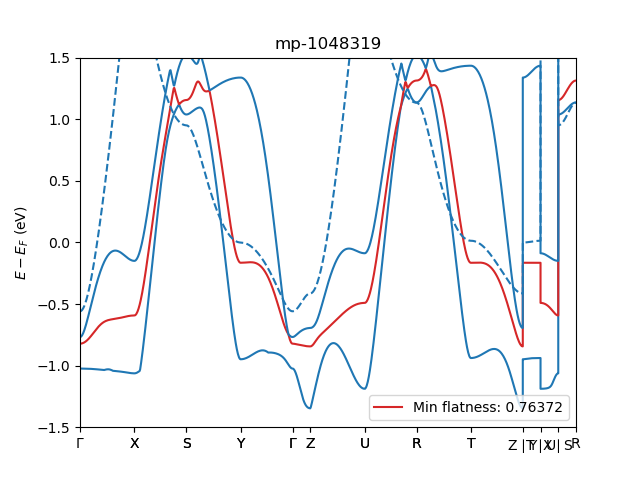 mp-1048319
E − E_F (eV)
1.5
1.0
0.5
0.0
−0.5
−1.0
−1.5
Min flatness: 0.76372
Γ X S Y Γ Z U R T Z | T Y | X U | S R